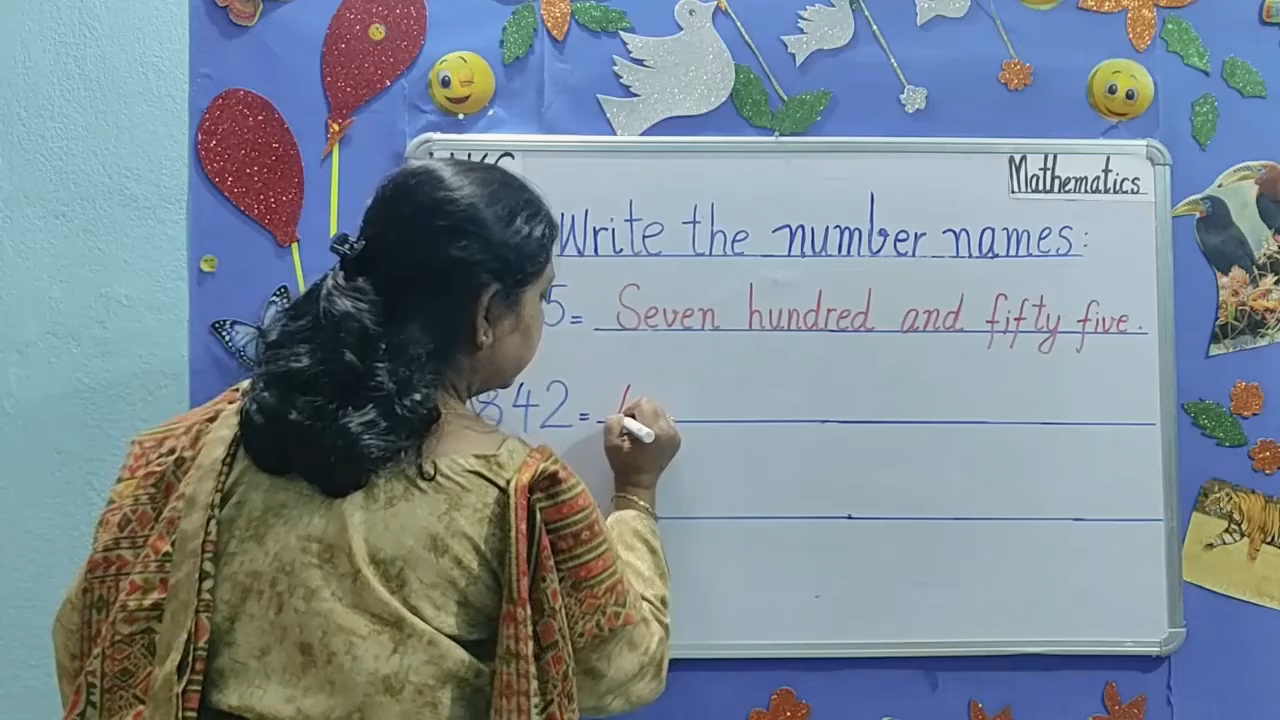 Mathematics
Write the number names:
5 = Seven hundred and fifty five.
842 =